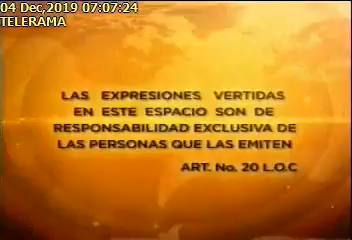 04 Dec,2019 07:07:24
TELERAMA
LAS EXPRESIONES VERTIDAS
EN ESTE ESPACIO SON DE
RESPONSABILIDAD EXCLUSIVA DE
LAS PERSONAS QUE LAS EMITEN
ART. No. 20 L.O.C